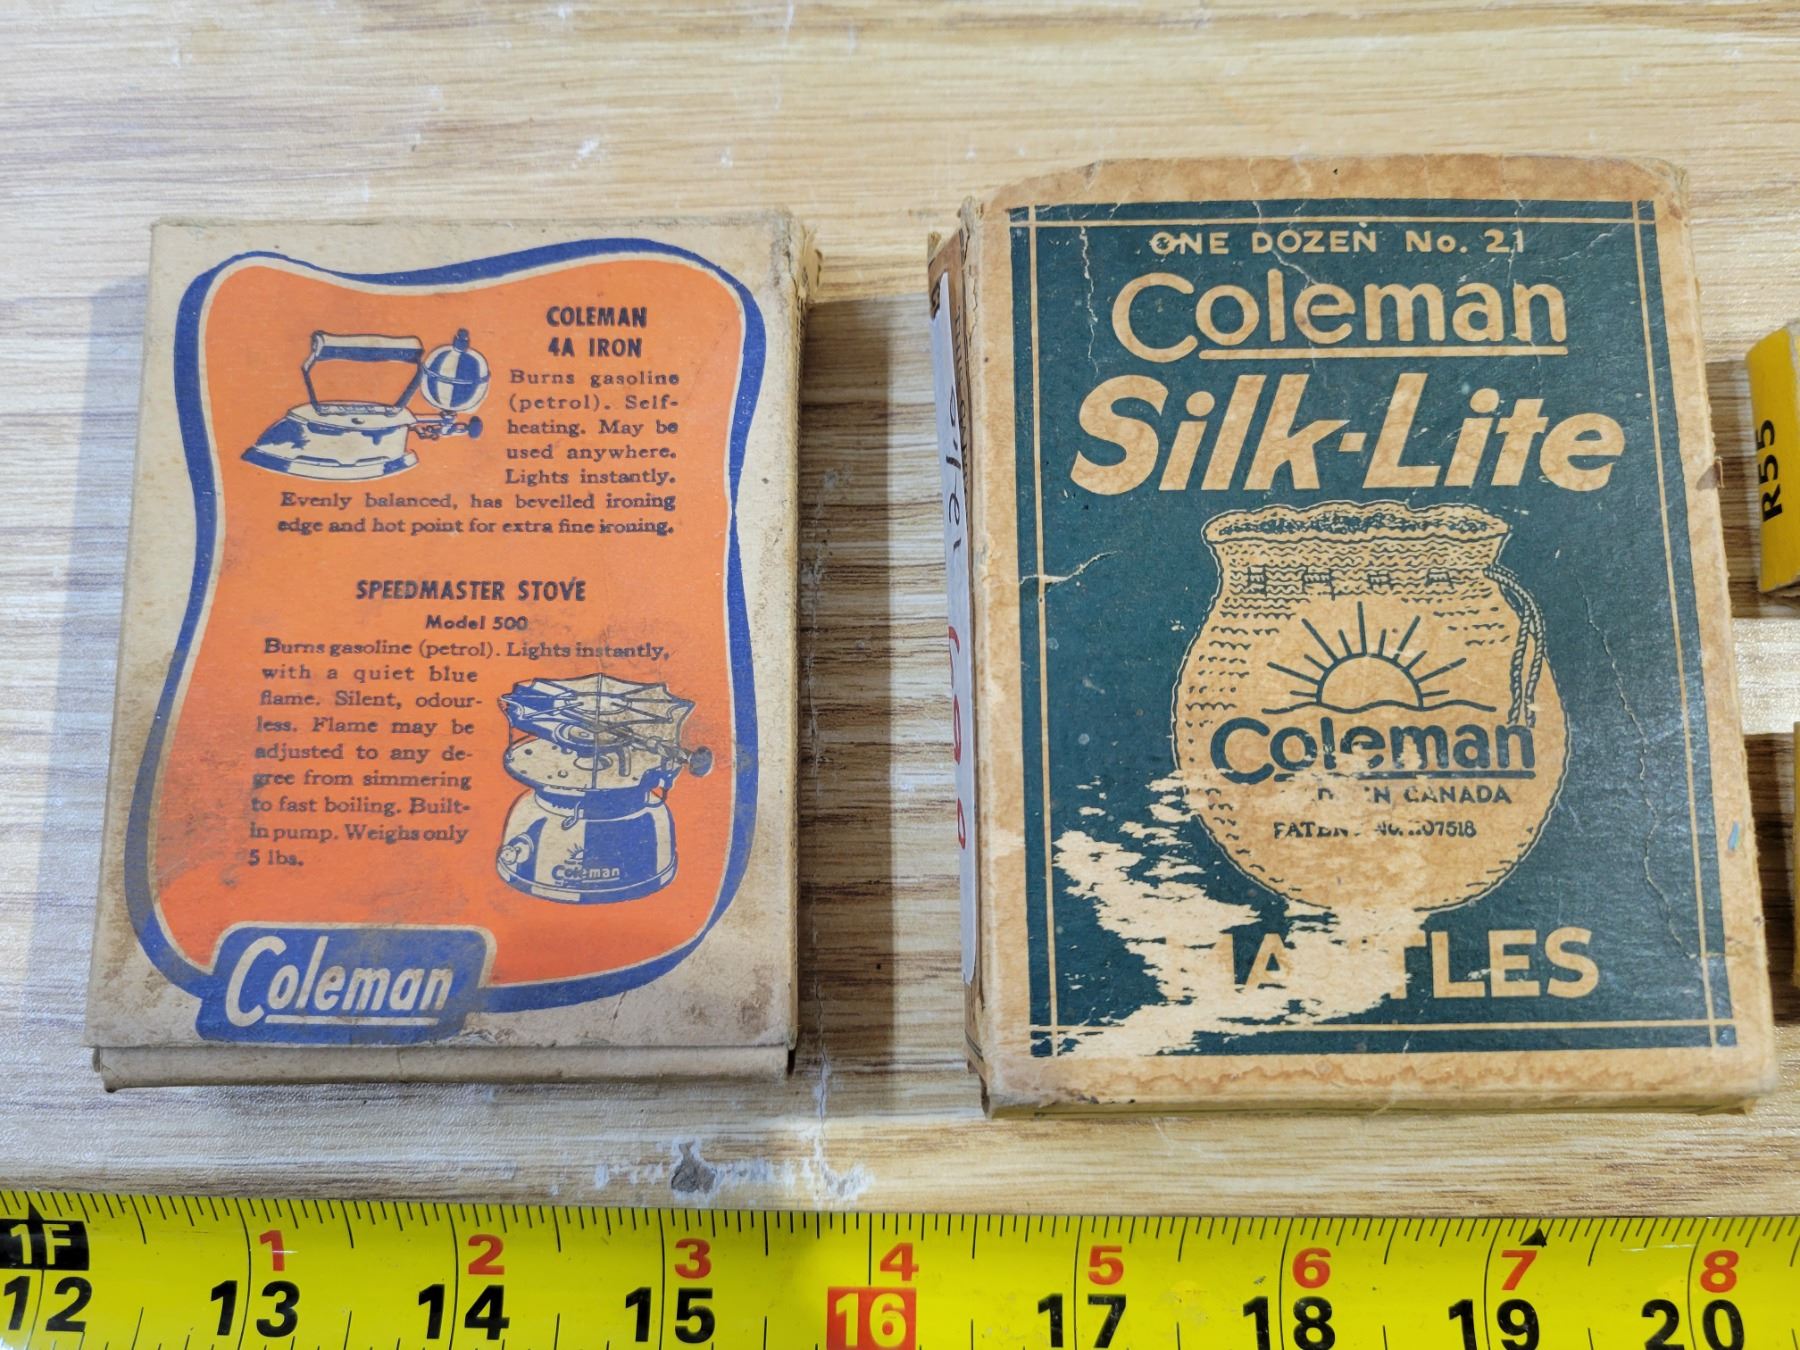 COLEMAN
4A IRON
Burns gasoline
(petrol). Self-
heating. May be
used anywhere.
Lights instantly.
Evenly balanced, has bevelled ironing
edge and hot point for extra fine ironing.
SPEEDMASTER STOVE
Model 500
Burns gasoline (petrol). Lights instantly,
with a quiet blue
flame. Silent, odour-
less. Flame may be
adjusted to any de-
gree from simmering
to fast boiling. Built-
in pump. Weighs only
5 lbs.
Coleman
Coleman
ONE DOZEN No. 21
Coleman
Silk-Lite
Coleman
CANADA
MANTLES
R55
1F 1 2 3 4 5 6 7 8
12 13 14 15 16 17 18 19 20